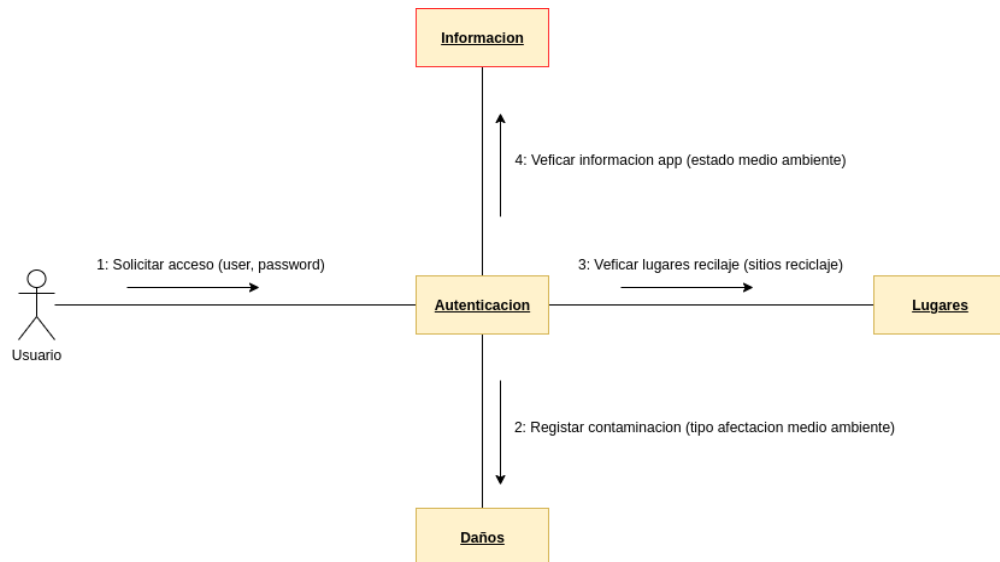 Informacion
4: Veficar informacion app (estado medio ambiente)
1: Solicitar acceso (user, password)
3: Veficar lugares recilaje (sitios reciclaje)
Autenticacion
Lugares
Usuario
2: Registar contaminacion (tipo afectacion medio ambiente)
Daños